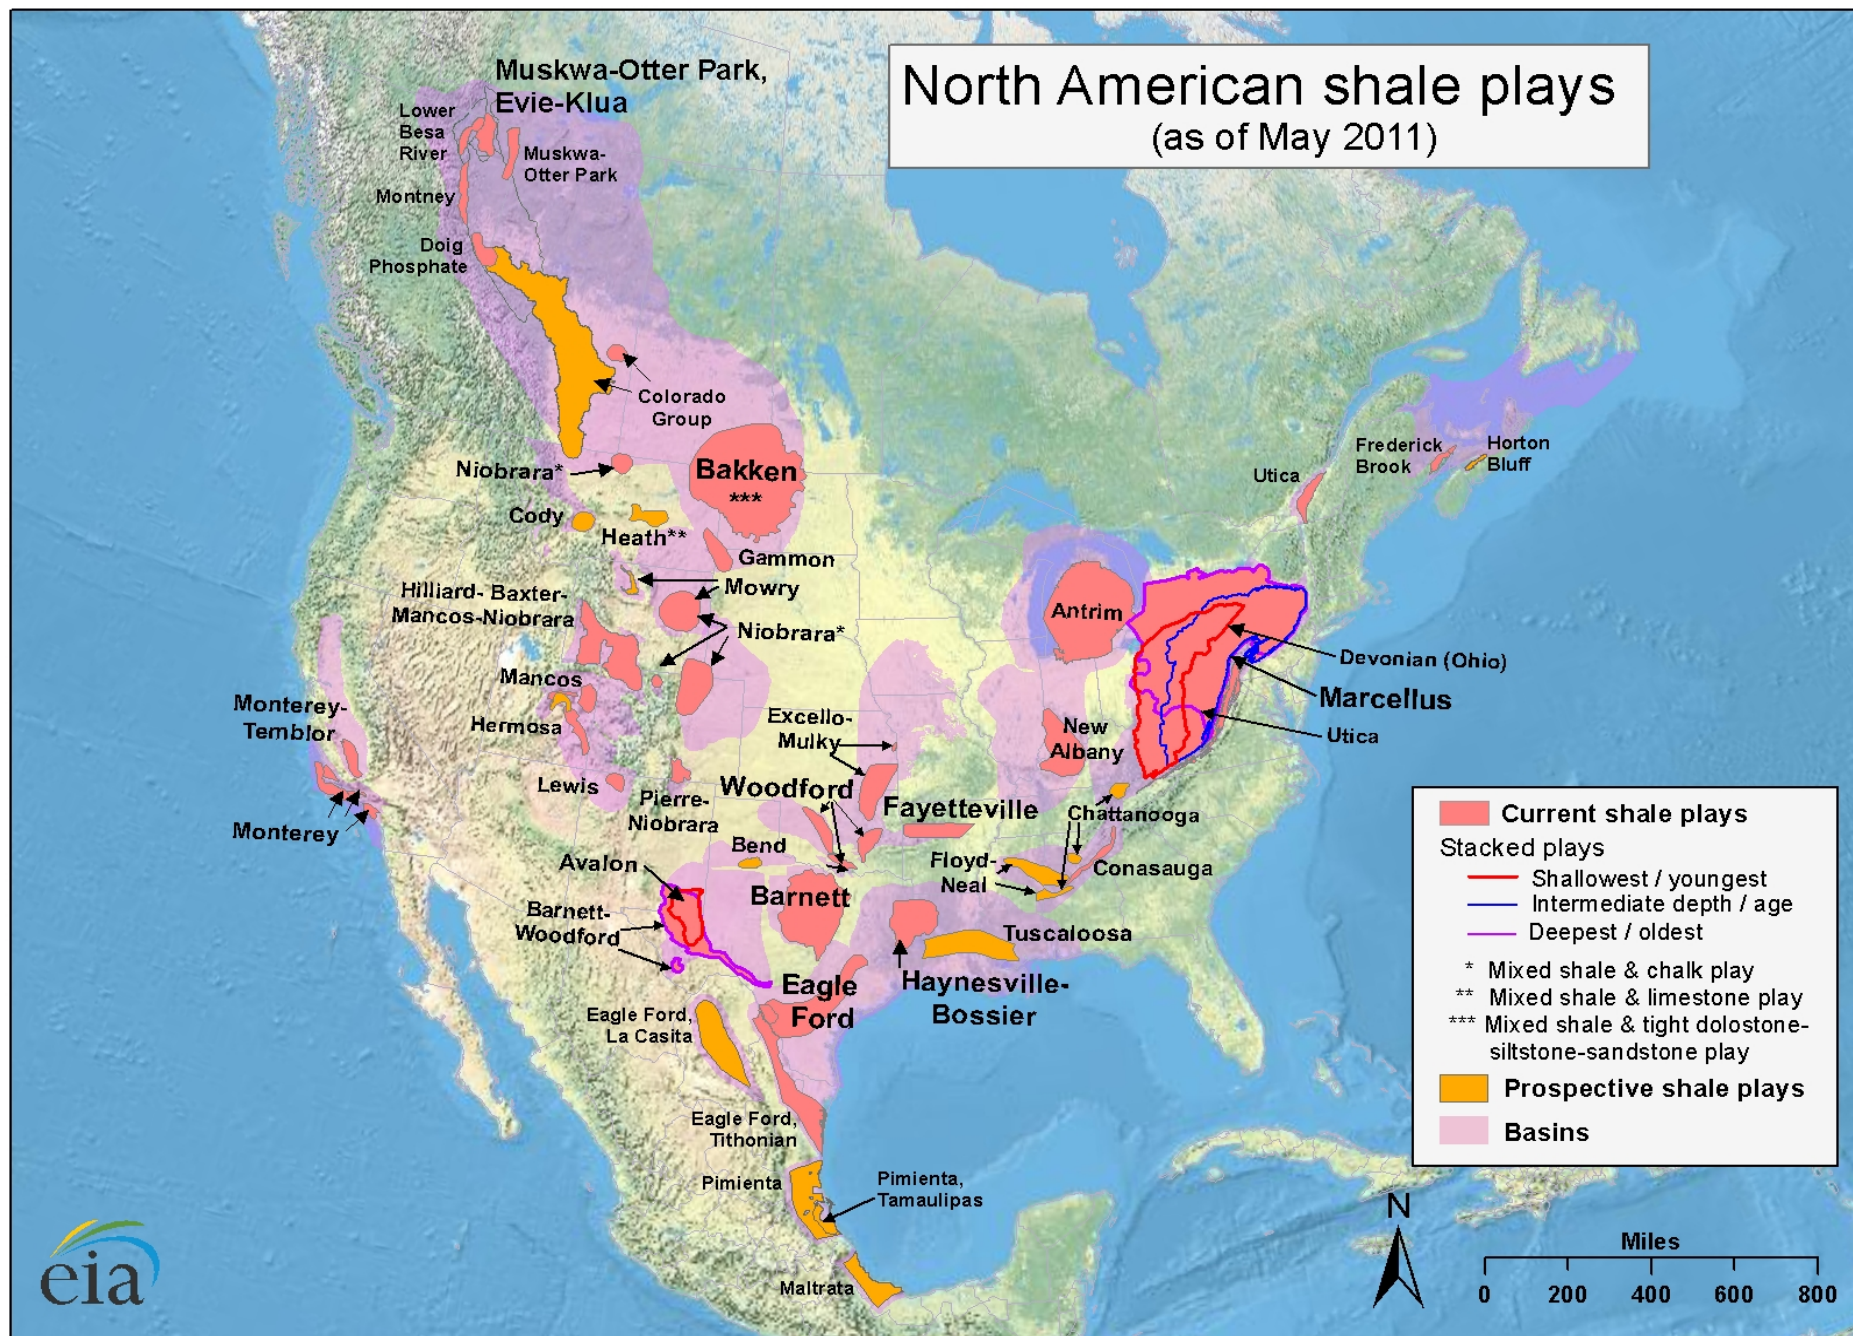 North American shale plays
(as of May 2011)
Muskwa-Otter Park,
Evie-Klua
Lower
Besa
River
Muskwa-
Otter Park
Montney
Doig
Phosphate
Colorado
Group
Niobrara*
Bakken
***
Cody
Heath**
Gammon
Mowry
Hilliard- Baxter-
Mancos-Niobrara
Niobrara*
Antrim
Utica
Frederick
Brook
Horton
Bluff
Devonian (Ohio)
Marcellus
Utica
Mancos
Hermosa
Monterey-
Temblor
Excello-
Mulky
New
Albany
Lewis
Pierre-
Niobrara
Woodford
Fayetteville
Chattanooga
Monterey
Bend
Avalon
Floyd-
Neal
Conasauga
Barnett
Barnett-
Woodford
Tuscaloosa
Eagle
Ford
Haynesville-
Bossier
Eagle Ford,
La Casita
Eagle Ford,
Tithonian
Pimienta
Pimienta,
Tamaulipas
Maltrata
Current shale plays
Stacked plays
Shallowest / youngest
Intermediate depth / age
Deepest / oldest
* Mixed shale & chalk play
** Mixed shale & limestone play
*** Mixed shale & tight dolostone-
siltstone-sandstone play
Prospective shale plays
Basins
N
Miles
0 200 400 600 800
eia